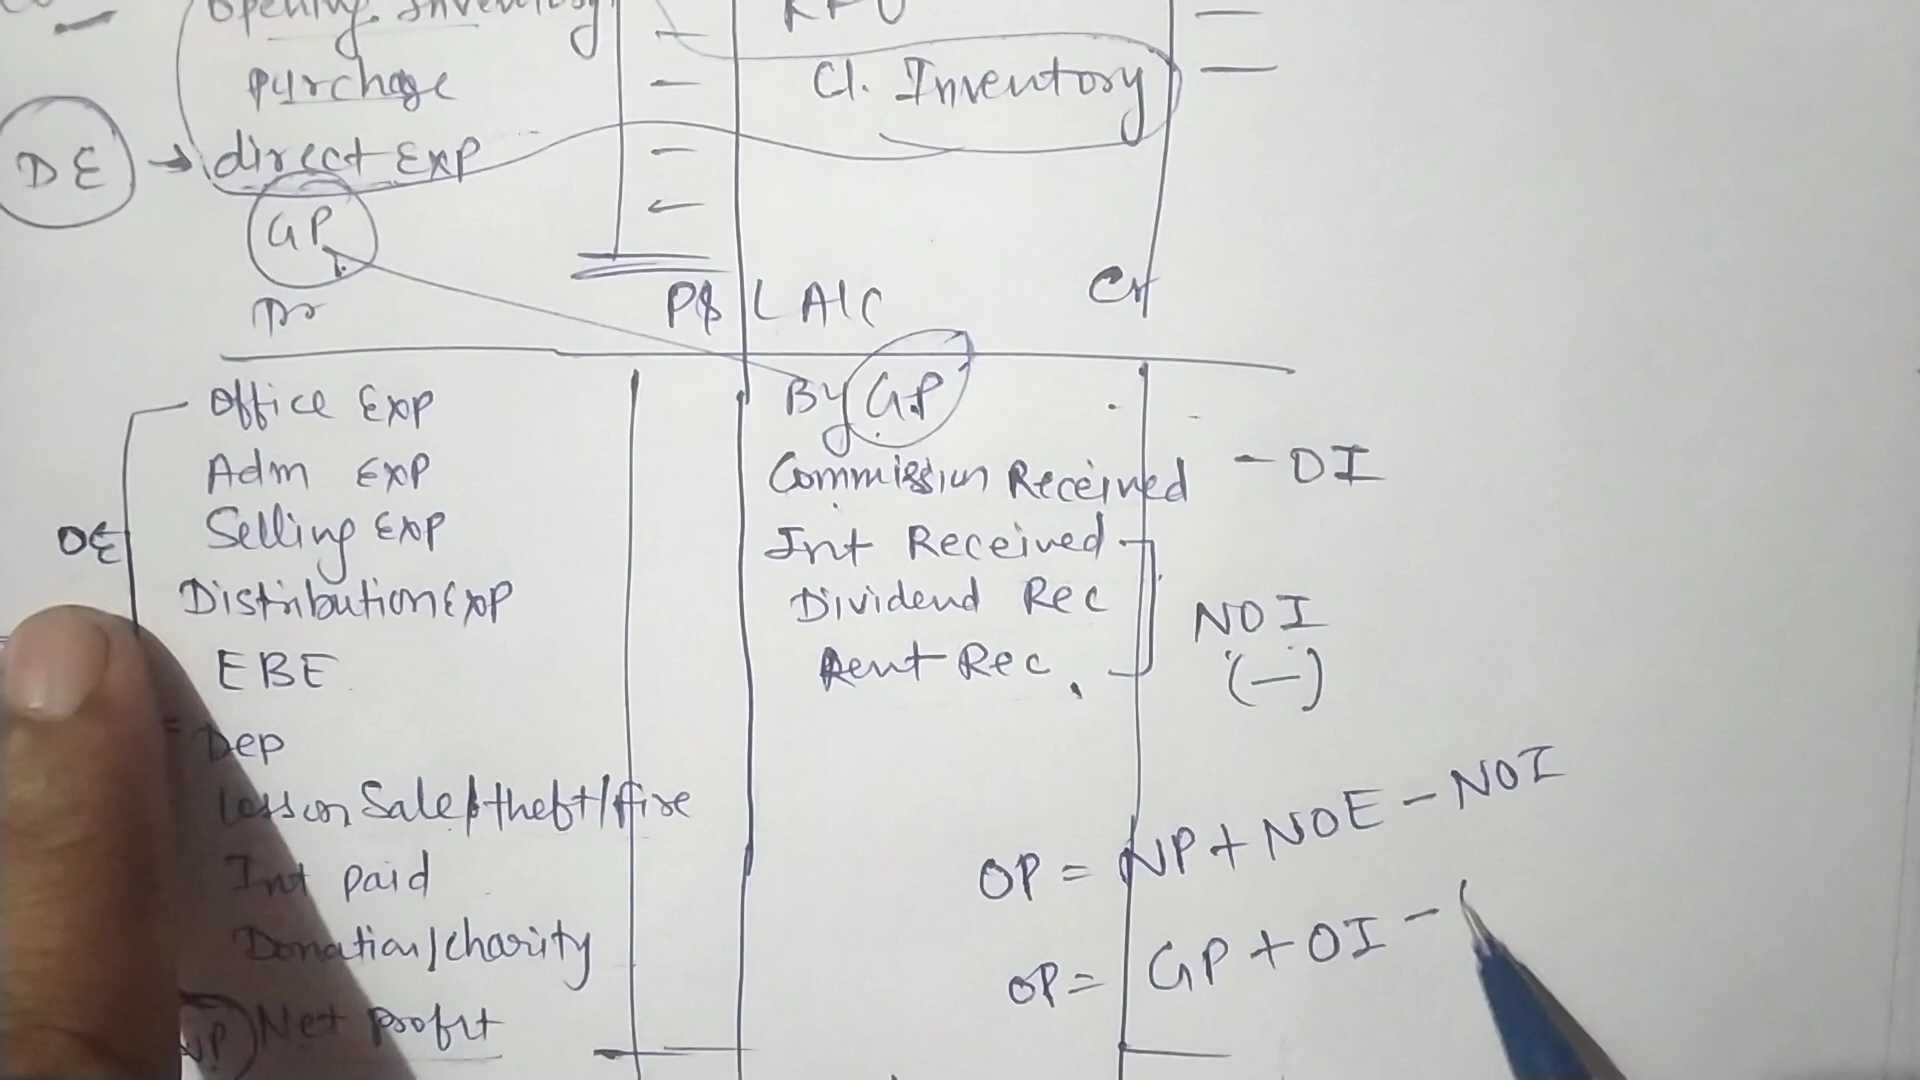 Opening Inventory
purchase
Cl. Inventory
DE → direct Exp
GP
Dr
P&L A/C
Cr
Office Exp
By GP
Adm Exp
Commission Received - OI
OE
Selling Exp
Int Received
Distribution Exp
Dividend Rec
NOI
(-)
EBE
Rent Rec
Dep
Loss on Sale/theft/fire
OP = NP + NOE - NOI
Int paid
Donation/charity
OP = GP + OI -
NP Net profit